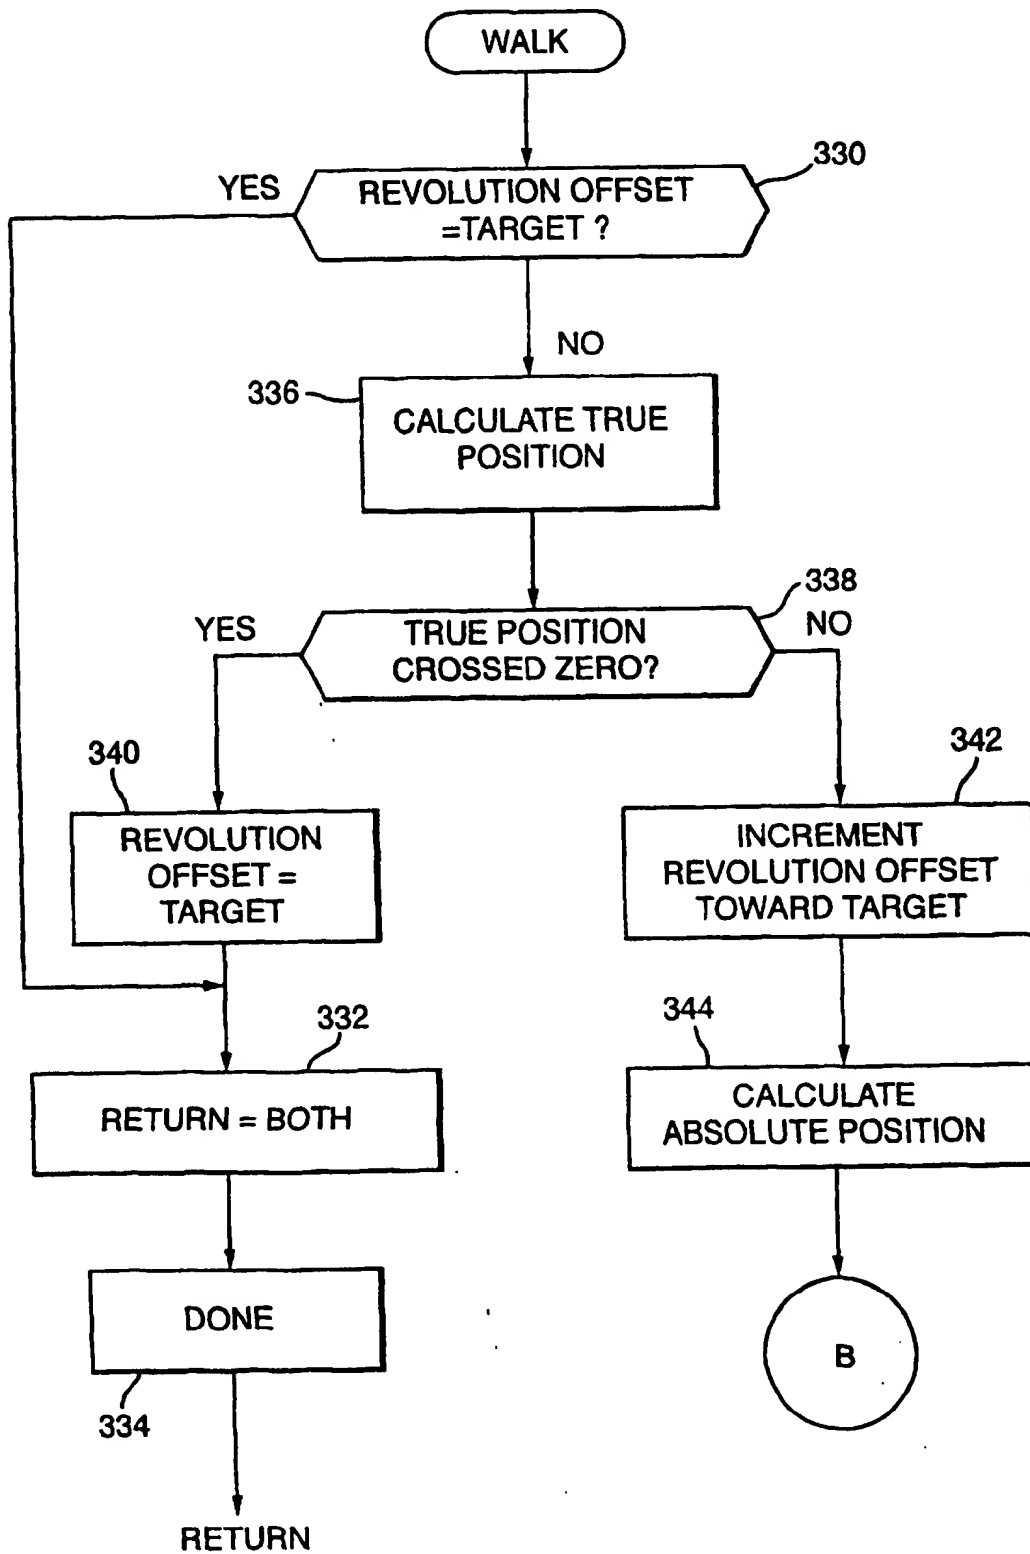 WALK
330
YES
REVOLUTION OFFSET
=TARGET ?
NO
336
CALCULATE TRUE
POSITION
338
YES
TRUE POSITION
CROSSED ZERO?
NO
340
342
REVOLUTION
OFFSET =
TARGET
INCREMENT
REVOLUTION OFFSET
TOWARD TARGET
332
344
RETURN = BOTH
CALCULATE
ABSOLUTE POSITION
DONE
B
334
RETURN